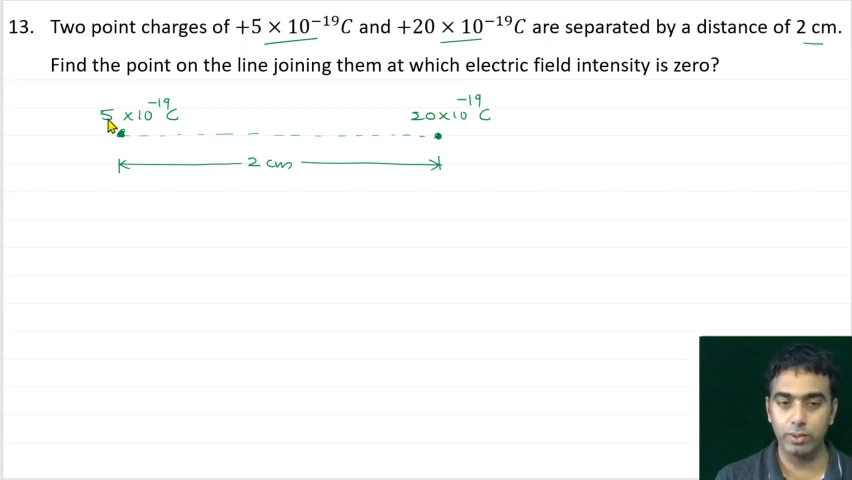 13. Two point charges of +5 × 10⁻¹⁹C and +20 × 10⁻¹⁹C are separated by a distance of 2 cm.
Find the point on the line joining them at which electric field intensity is zero?
5 × 10⁻¹⁹ C 20 × 10⁻¹⁹ C
2 cm